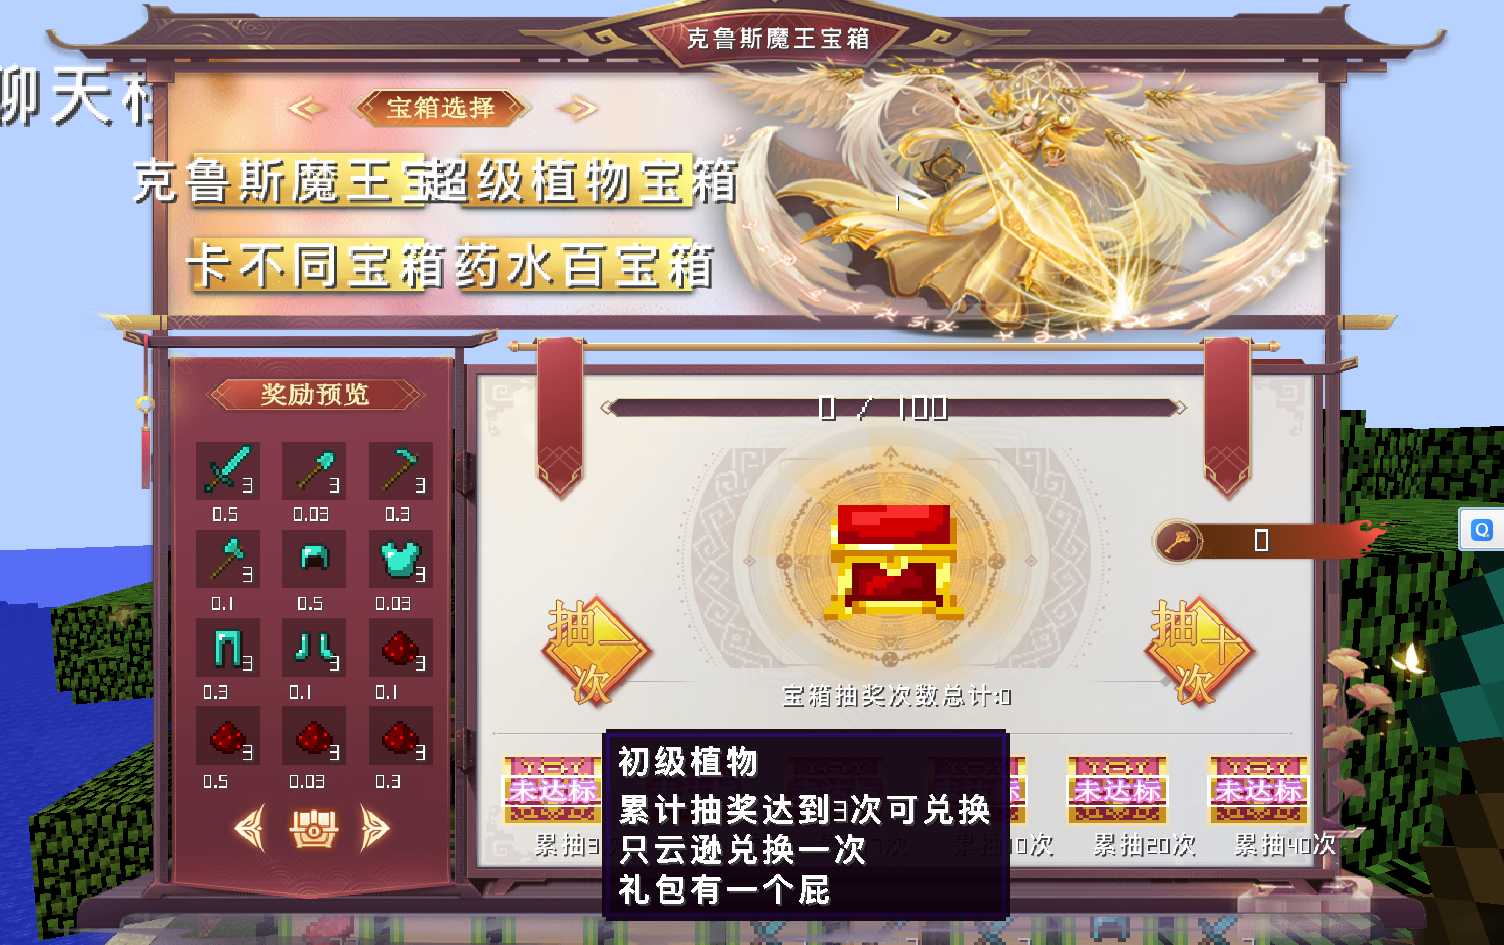 克鲁斯魔王宝箱
聊天
宝箱选择
克鲁斯魔王宝
超级植物宝箱
卡不同宝箱
药水百宝箱
奖励预览
0 / 100
3
3
3
0.5
0.03
0.3
3
3
0.1
0.5
0.03
3
3
3
0.3
0.1
0.1
3
3
3
0.5
0.03
0.3
0
抽一次
抽十次
宝箱抽奖次数总计:0
未达标
未达标
未达标
累抽3
次
10次
累抽20次
累抽40次
初级植物
累计抽奖达到3次可兑换
只云逊兑换一次
礼包有一个屁